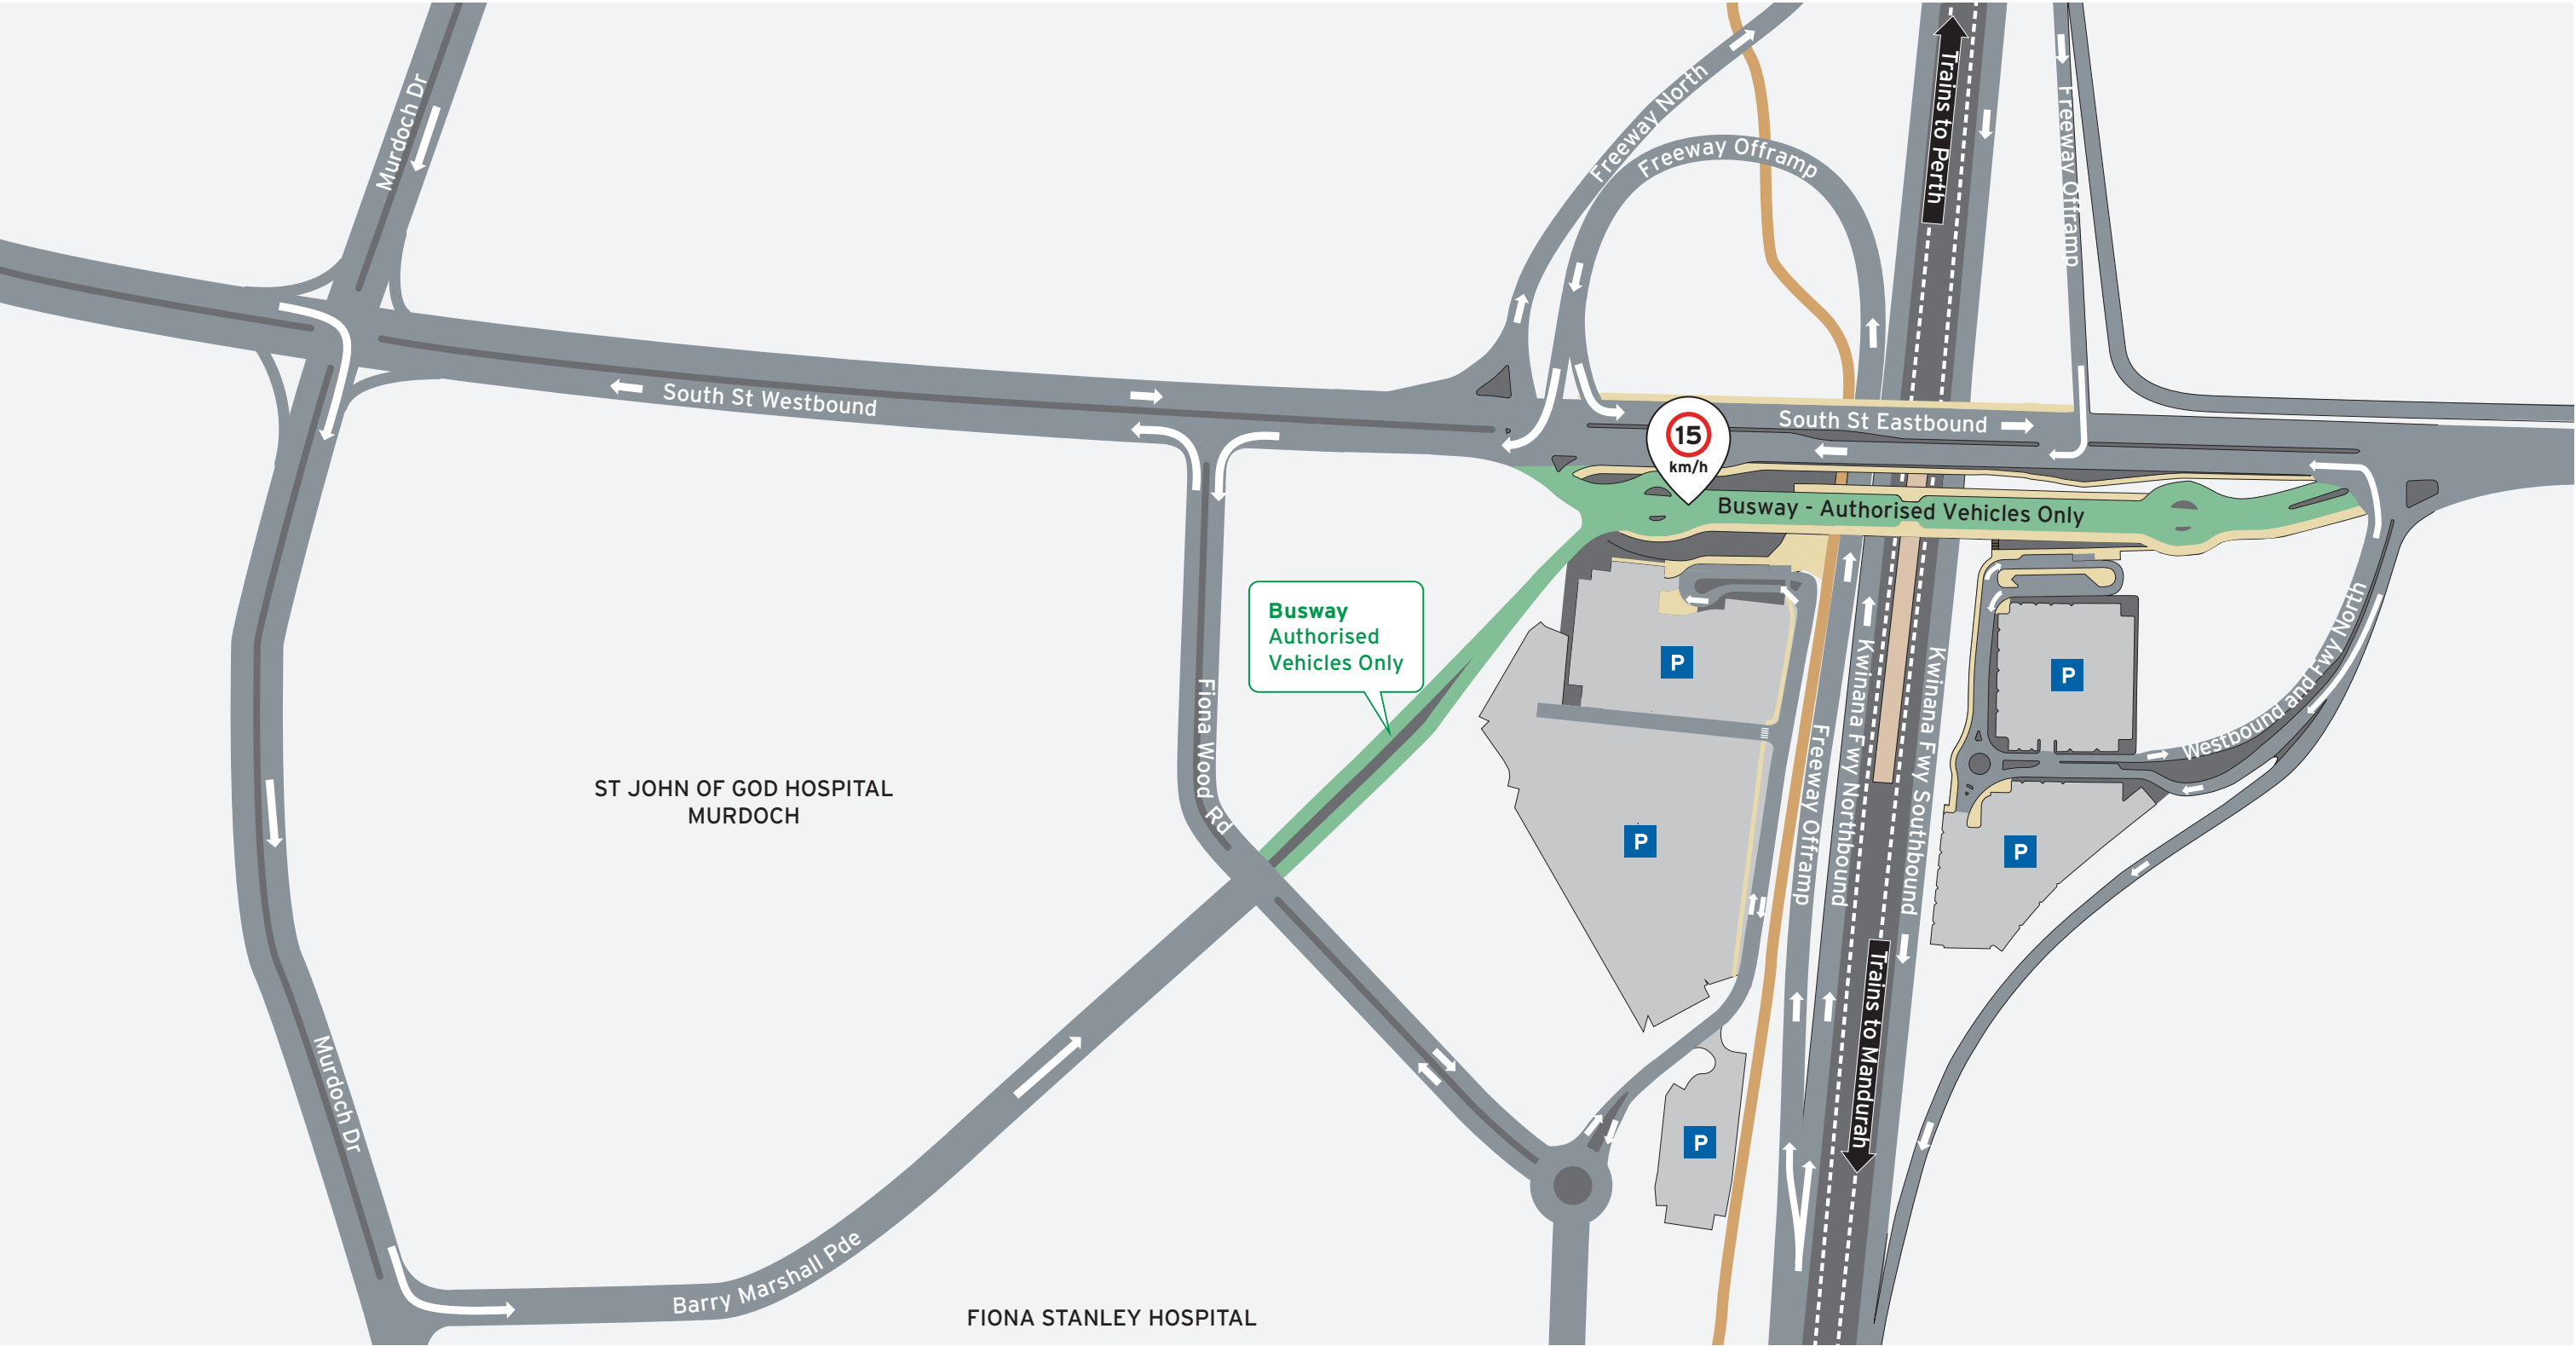 Murdoch Dr
Freeway North
Freeway Offramp
Trains to Perth
Freeway Offramp
South St Westbound
South St Eastbound
15
km/h
Busway - Authorised Vehicles Only
Busway
Authorised
Vehicles Only
P
P
Fiona Wood Rd
Freeway Offramp
Kwinana Fwy Northbound
Kwinana Fwy Southbound
Westbound and Fwy North
ST JOHN OF GOD HOSPITAL
MURDOCH
P
P
Trains to Mandurah
Murdoch Dr
P
Barry Marshall Pde
FIONA STANLEY HOSPITAL